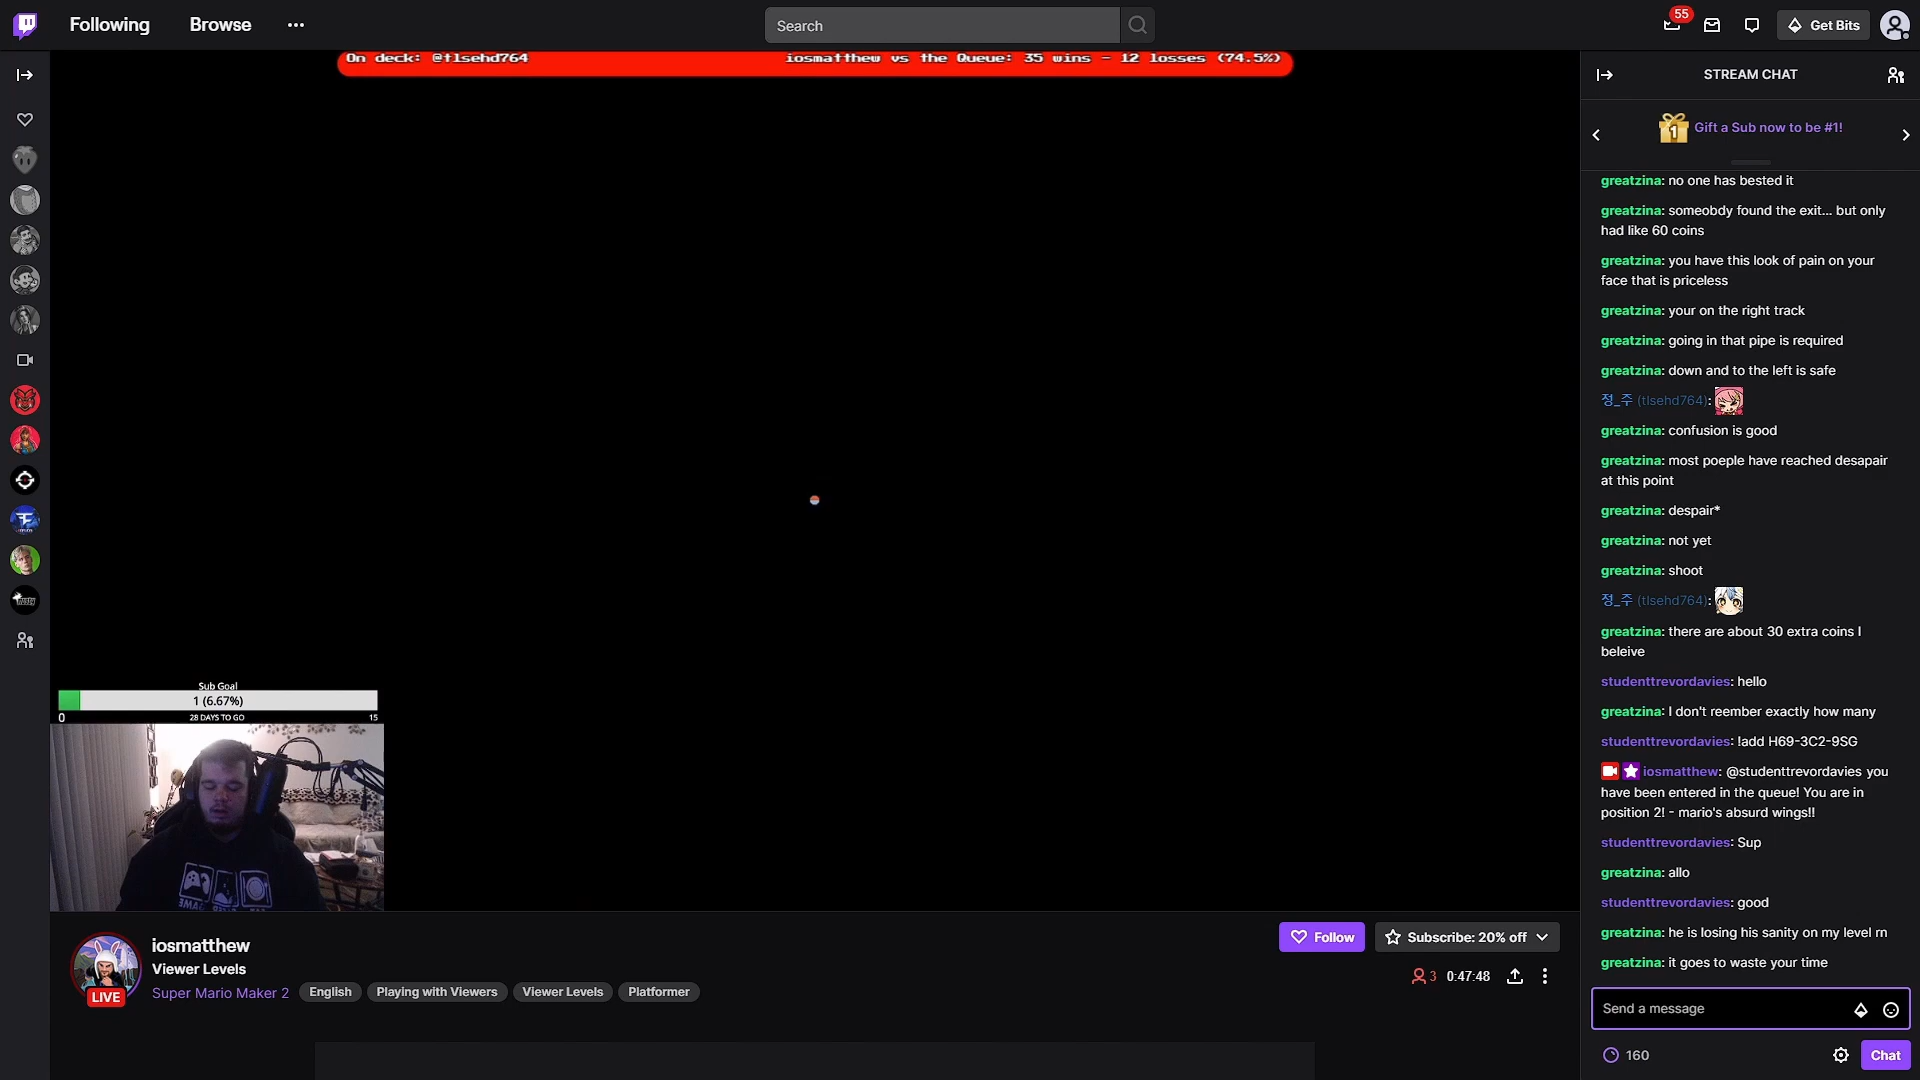 Following
Browse
Search
55
Get Bits
On deck: @tlsehd764
iosmatthew vs the Queue: 35 wins - 12 losses (74.5%)
STREAM CHAT
1
Gift a Sub now to be #1!
greatzina: no one has bested it
greatzina: someobdy found the exit... but only
had like 60 coins
greatzina: you have this look of pain on your
face that is priceless
greatzina: your on the right track
greatzina: going in that pipe is required
greatzina: down and to the left is safe
정_주 (tlsehd764):
greatzina: confusion is good
greatzina: most poeple have reached desapair
at this point
greatzina: despair*
greatzina: not yet
greatzina: shoot
정_주 (tlsehd764):
greatzina: there are about 30 extra coins I
beleive
studenttrevordavies: hello
greatzina: I don't reember exactly how many
studenttrevordavies: !add H69-3C2-9SG
iosmatthew: @studenttrevordavies you
have been entered in the queue! You are in
position 2! - mario's absurd wings!!
studenttrevordavies: Sup
greatzina: allo
studenttrevordavies: good
greatzina: he is losing his sanity on my level rn
greatzina: it goes to waste your time
Send a message
160
Chat
Sub Goal
1 (6.67%)
0
28 DAYS TO GO
15
iosmatthew
Viewer Levels
LIVE
Super Mario Maker 2
English
Playing with Viewers
Viewer Levels
Platformer
Follow
Subscribe: 20% off
3
0:47:48